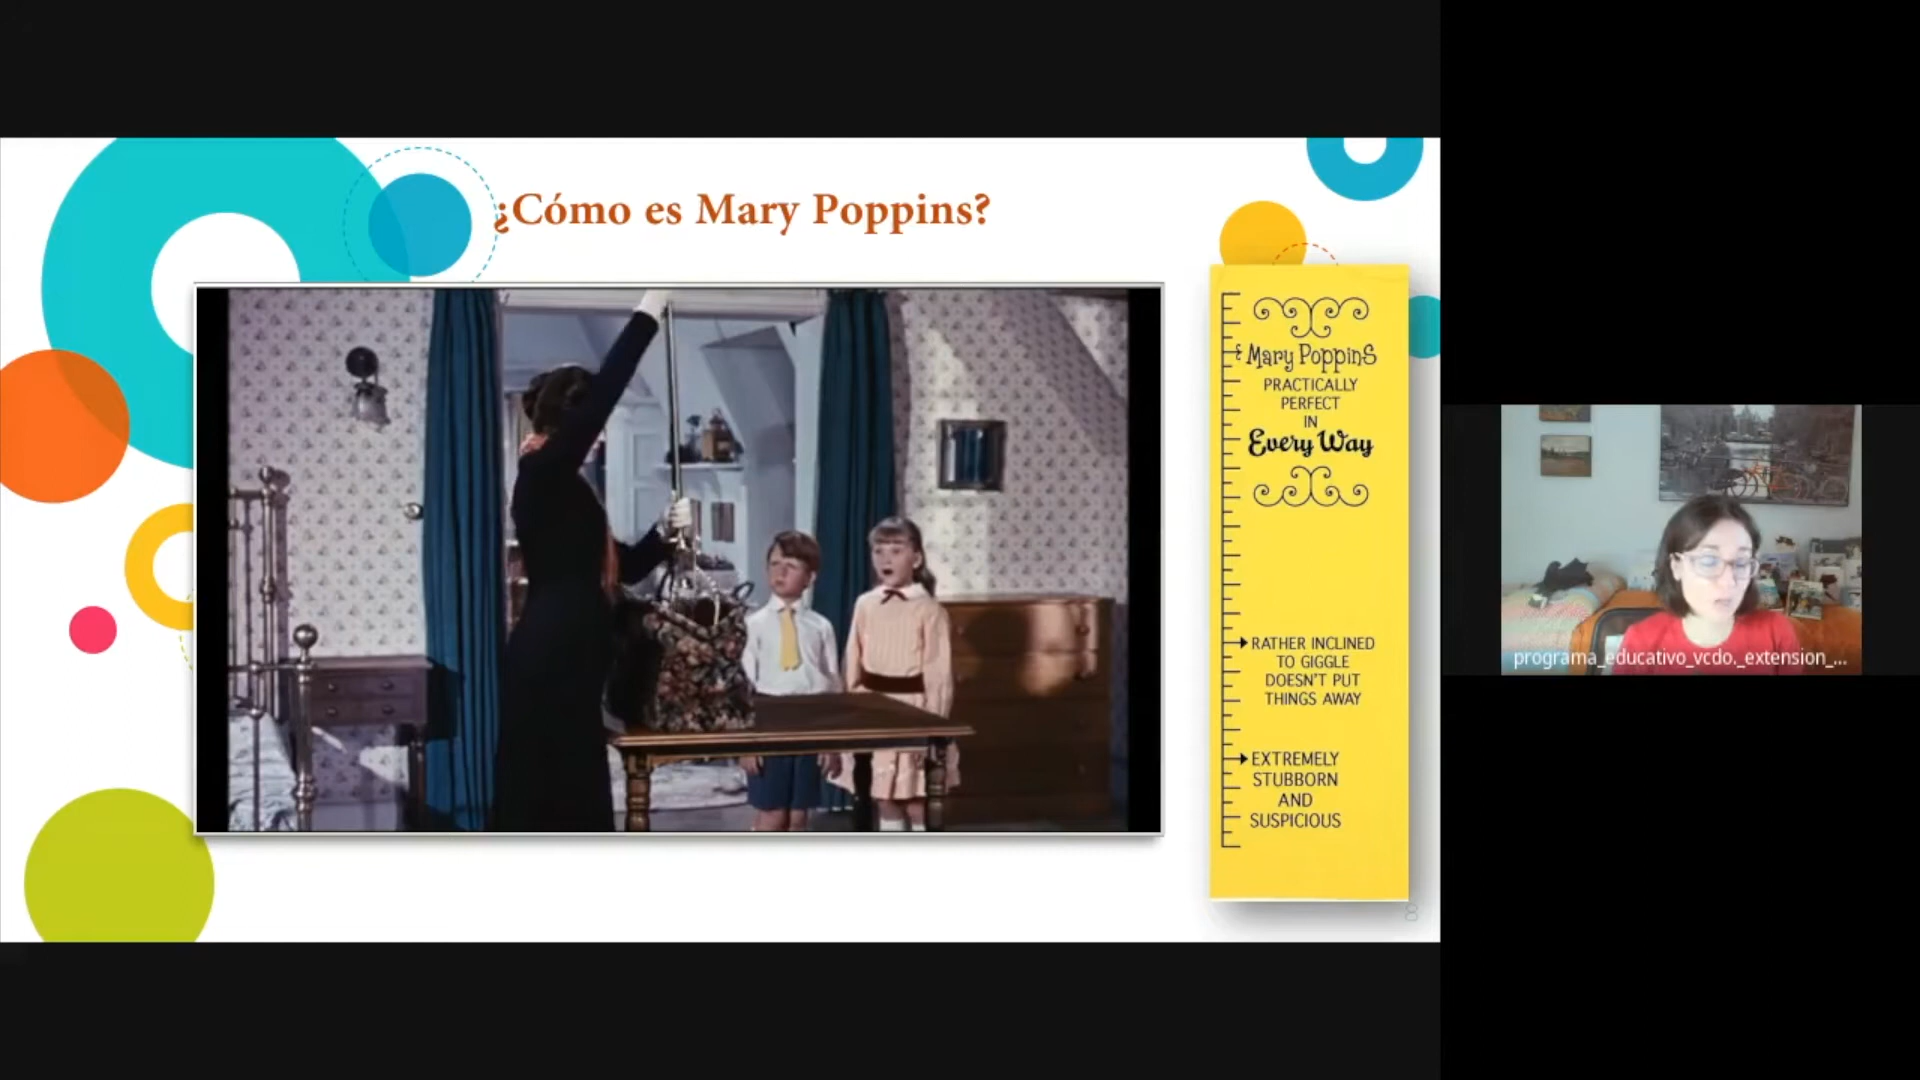 ¿Cómo es Mary Poppins?
Mary Poppins
PRACTICALLY
PERFECT
IN
Every Way
RATHER INCLINED
TO GIGGLE
DOESN'T PUT
THINGS AWAY
EXTREMELY
STUBBORN
AND
SUSPICIOUS
8
programa_educativo_vcdo._extension_...